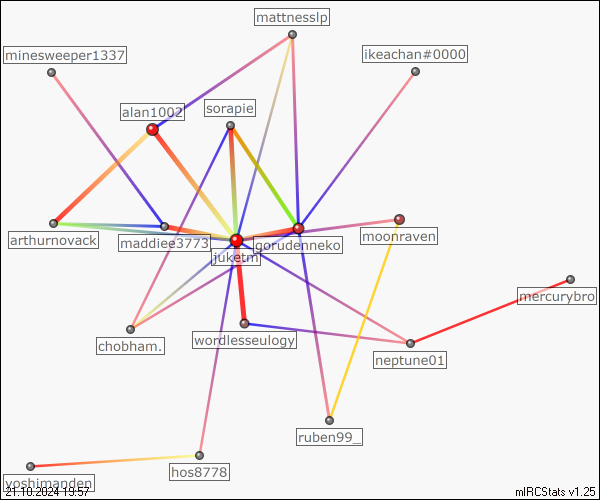 mattnesslp
minesweeper1337
ikeachan#0000
alan1002
sorapie
arthurnovack
maddiee3773
juketm
gorudenneko
moonraven
mercurybro
chobham.
wordlesseulogy
neptune01
ruben99_
hos8778
yoshimanden
21.10.2024 19:57
mIRCStats v1.25